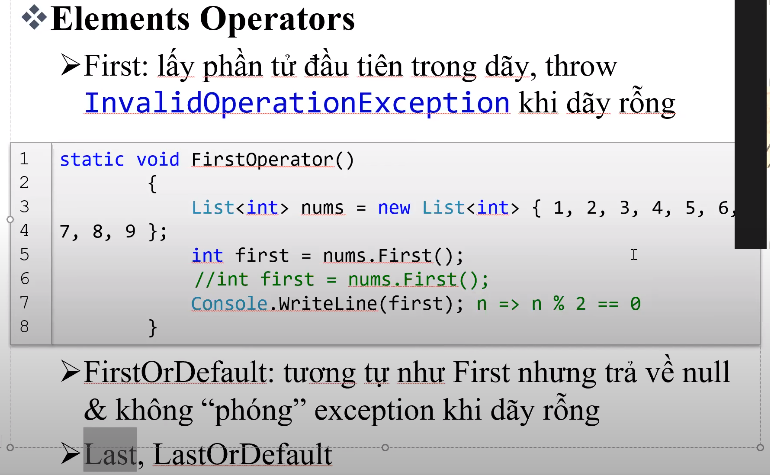 ❖Elements Operators
➢First: lấy phần tử đầu tiên trong dãy, throw
InvalidOperationException khi dãy rỗng
1 static void FirstOperator()
2 {
3 List<int> nums = new List<int> { 1, 2, 3, 4, 5, 6,
4 7, 8, 9 };
5 int first = nums.First();
6 //int first = nums.First();
7 Console.WriteLine(first); n => n % 2 == 0
8 }
➢FirstOrDefault: tương tự như First nhưng trả về null
& không “phóng” exception khi dãy rỗng
➢Last, LastOrDefault